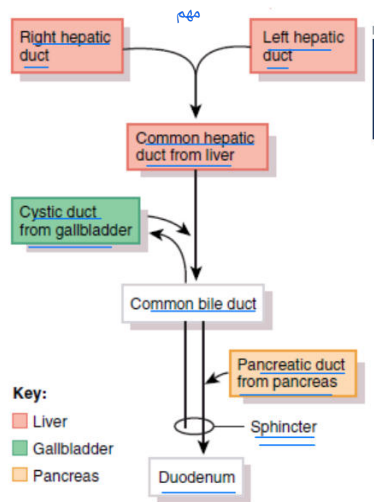 مهم
Right hepatic
duct
Left hepatic
duct
Common hepatic
duct from liver
Cystic duct
from gallbladder
Common bile duct
Pancreatic duct
from pancreas
Key:
Liver
Gallbladder
Pancreas
Sphincter
Duodenum